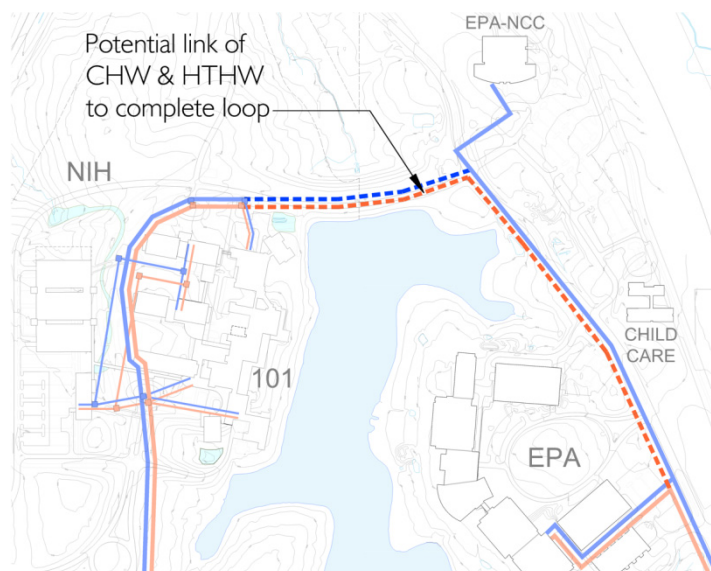 EPA-NCC
Potential link of
CHW & HTHW
to complete loop
NIH
CHILD
CARE
101
EPA